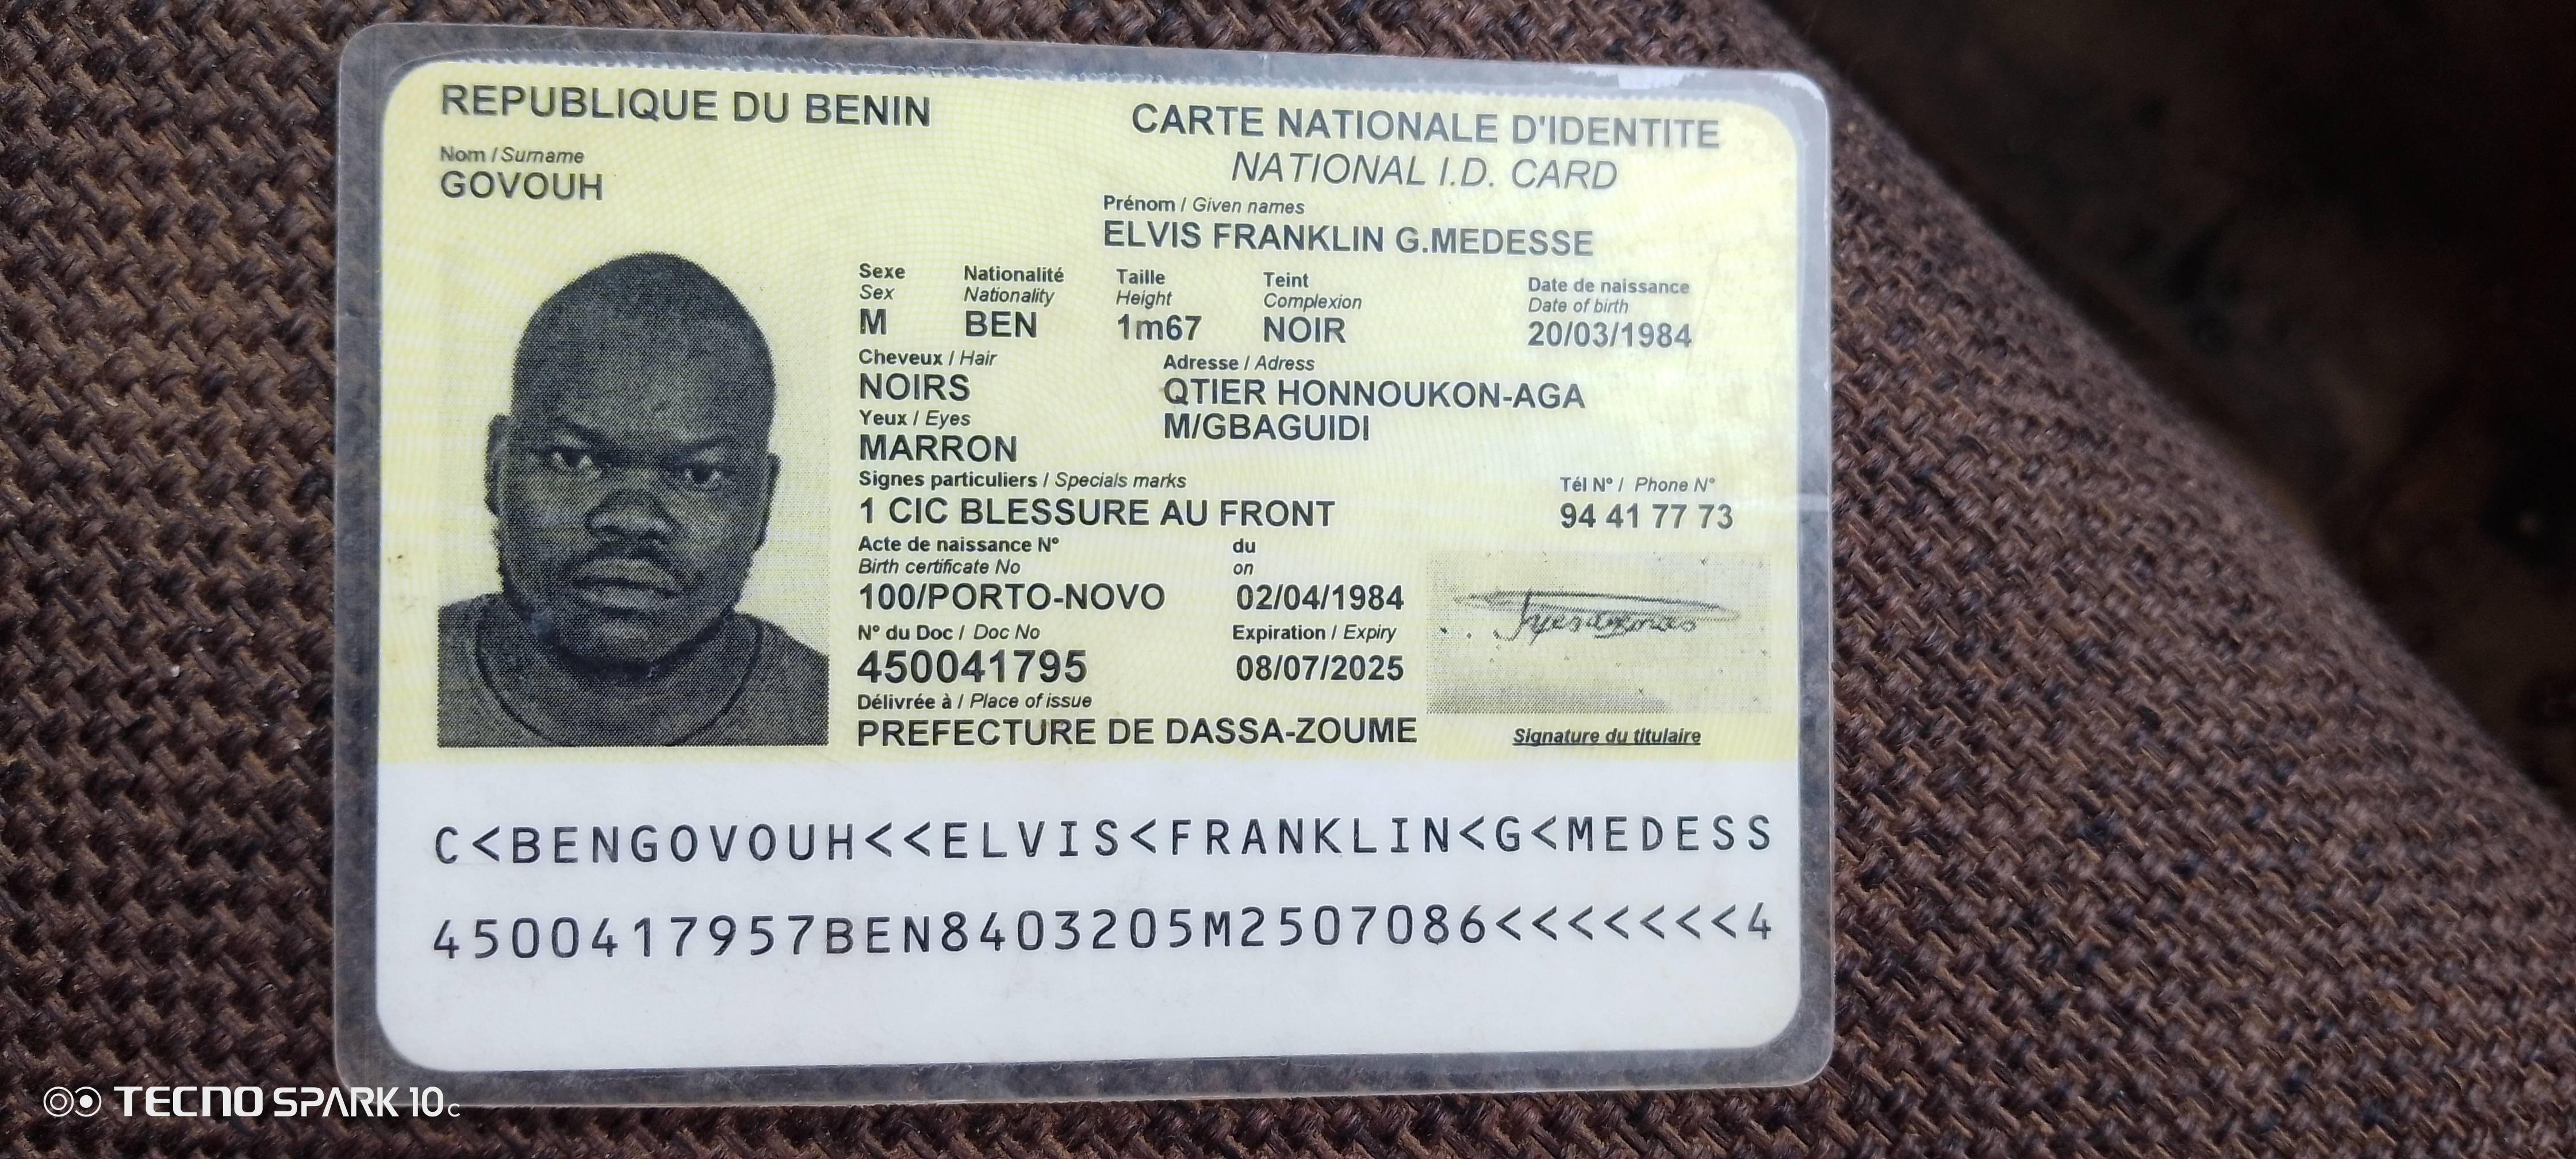 REPUBLIQUE DU BENIN
CARTE NATIONALE D'IDENTITE
NATIONAL I.D. CARD
Nom / Surname
GOVOUH
Prénom / Given names
ELVIS FRANKLIN G.MEDESSE
Sexe Nationalité Taille Teint Date de naissance
Sex Nationality Height Complexion Date of birth
M BEN 1m67 NOIR 20/03/1984
Cheveux / Hair Adresse / Adress
NOIRS QTIER HONNOUKON-AGA
Yeux / Eyes M/GBAGUIDI
MARRON
Signes particuliers / Specials marks Tél N° / Phone N°
1 CIC BLESSURE AU FRONT 94 41 77 73
Acte de naissance N° du
Birth certificate No on
100/PORTO-NOVO 02/04/1984
N° du Doc / Doc No Expiration / Expiry
450041795 08/07/2025
Délivrée à / Place of issue
PREFECTURE DE DASSA-ZOUME Signature du titulaire
C<BENGOVOUH<<ELVIS<FRANKLIN<G<MEDESS
4500417957BEN8403205M2507086<<<<<<<4
TECNO SPARK 10c